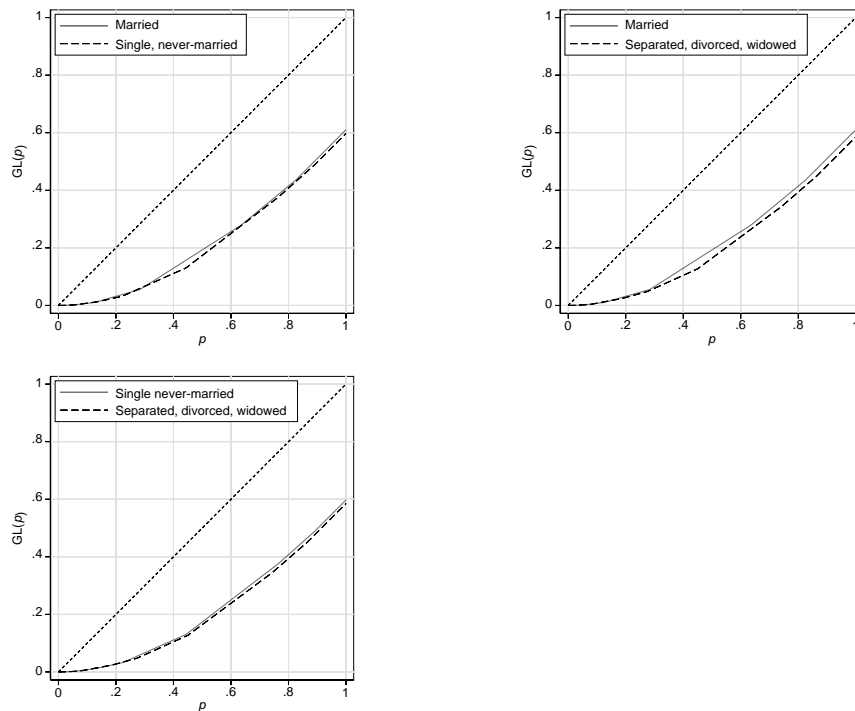 Married
Single, never-married
1
.8
.6
.4
.2
0
GL(p)
0 .2 .4 .6 .8 1
p
Married
Separated, divorced, widowed
1
.8
.6
.4
.2
0
GL(p)
0 .2 .4 .6 .8 1
p
Single never-married
Separated, divorced, widowed
1
.8
.6
.4
.2
0
GL(p)
0 .2 .4 .6 .8 1
p